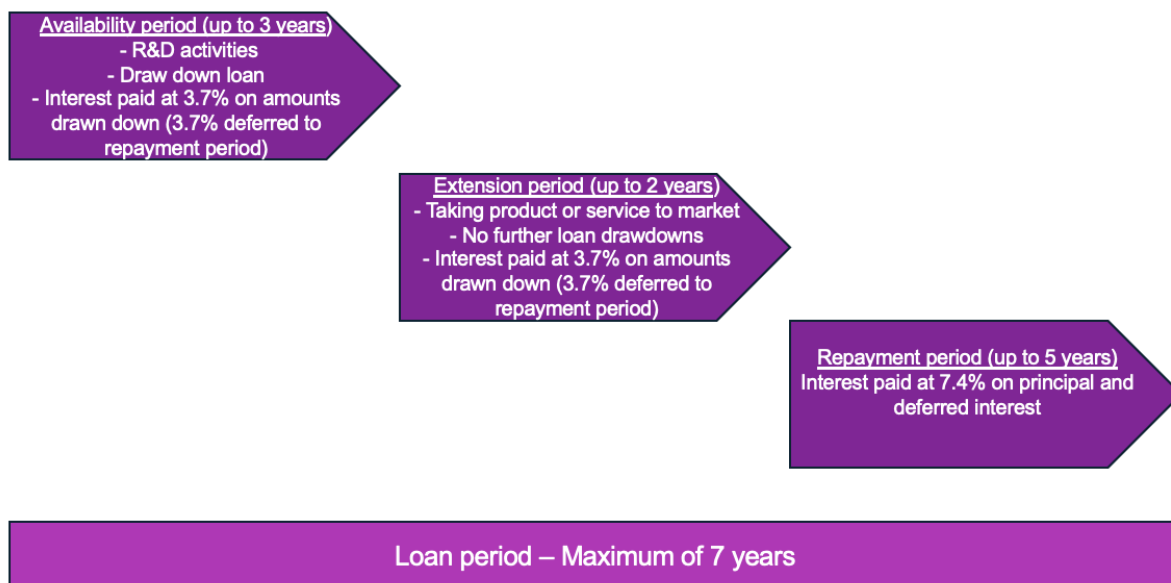 Availability period (up to 3 years)
- R&D activities
- Draw down loan
- Interest paid at 3.7% on amounts
drawn down (3.7% deferred to
repayment period)
Extension period (up to 2 years)
- Taking product or service to market
- No further loan drawdowns
- Interest paid at 3.7% on amounts
drawn down (3.7% deferred to
repayment period)
Repayment period (up to 5 years)
Interest paid at 7.4% on principal and
deferred interest
Loan period – Maximum of 7 years